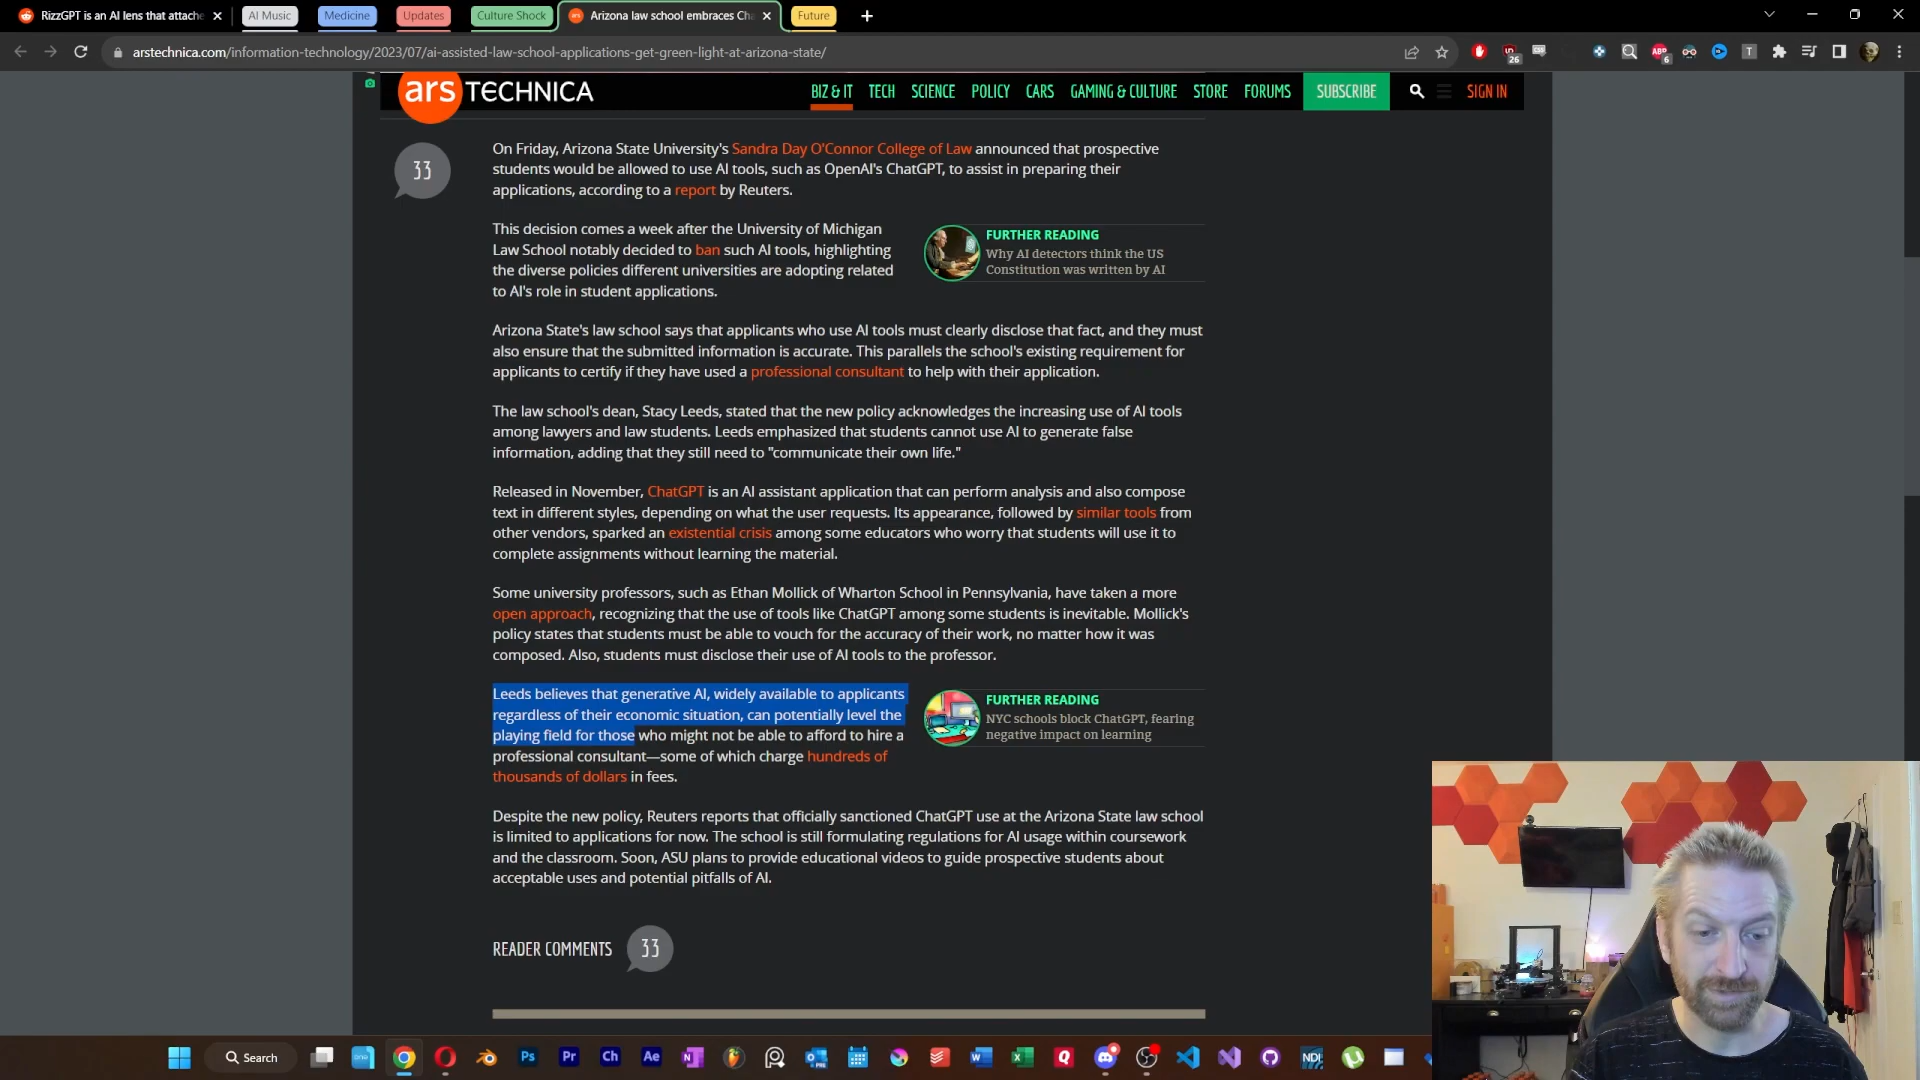 RizzGPT is an AI lens that attache
AI Music
Medicine
Updates
Culture Shock
Arizona law school embraces Cha
Future
arstechnica.com/information-technology/2023/07/ai-assisted-law-school-applications-get-green-light-at-arizona-state/
ars TECHNICA
BIZ & IT TECH SCIENCE POLICY CARS GAMING & CULTURE STORE FORUMS SUBSCRIBE SIGN IN
33
On Friday, Arizona State University's Sandra Day O'Connor College of Law announced that prospective
students would be allowed to use AI tools, such as OpenAI's ChatGPT, to assist in preparing their
applications, according to a report by Reuters.
This decision comes a week after the University of Michigan
Law School notably decided to ban such AI tools, highlighting
the diverse policies different universities are adopting related
to AI's role in student applications.
FURTHER READING
Why AI detectors think the US
Constitution was written by AI
Arizona State's law school says that applicants who use AI tools must clearly disclose that fact, and they must
also ensure that the submitted information is accurate. This parallels the school's existing requirement for
applicants to certify if they have used a professional consultant to help with their application.
The law school's dean, Stacy Leeds, stated that the new policy acknowledges the increasing use of AI tools
among lawyers and law students. Leeds emphasized that students cannot use AI to generate false
information, adding that they still need to "communicate their own life."
Released in November, ChatGPT is an AI assistant application that can perform analysis and also compose
text in different styles, depending on what the user requests. Its appearance, followed by similar tools from
other vendors, sparked an existential crisis among some educators who worry that students will use it to
complete assignments without learning the material.
Some university professors, such as Ethan Mollick of Wharton School in Pennsylvania, have taken a more
open approach, recognizing that the use of tools like ChatGPT among some students is inevitable. Mollick's
policy states that students must be able to vouch for the accuracy of their work, no matter how it was
composed. Also, students must disclose their use of AI tools to the professor.
Leeds believes that generative AI, widely available to applicants
regardless of their economic situation, can potentially level the
playing field for those who might not be able to afford to hire a
professional consultant—some of which charge hundreds of
thousands of dollars in fees.
FURTHER READING
NYC schools block ChatGPT, fearing
negative impact on learning
Despite the new policy, Reuters reports that officially sanctioned ChatGPT use at the Arizona State law school
is limited to applications for now. The school is still formulating regulations for AI usage within coursework
and the classroom. Soon, ASU plans to provide educational videos to guide prospective students about
acceptable uses and potential pitfalls of AI.
READER COMMENTS 33
Search
Ps
Pr
Ch
Ae